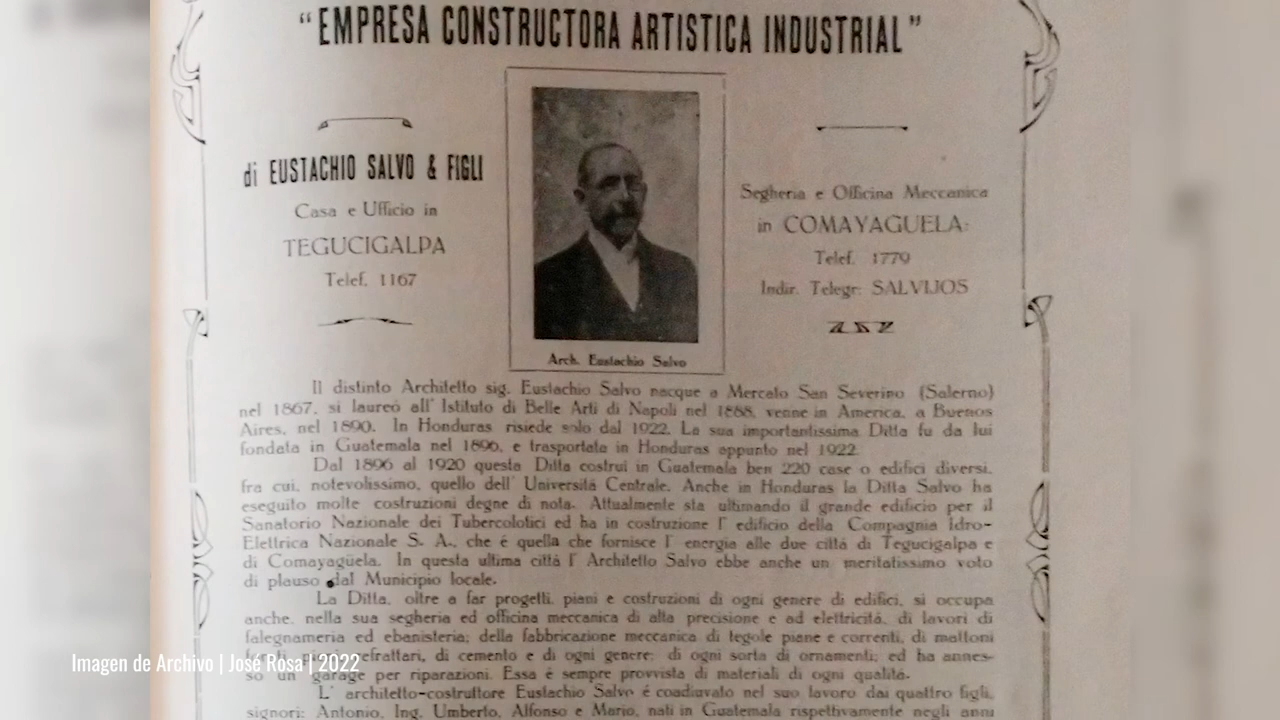 “EMPRESA CONSTRUCTORA ARTISTICA INDUSTRIAL”
di EUSTACHIO SALVO & FIGLI
Casa e Ufficio in
TEGUCIGALPA
Telef. 1167
Segheria e Officina Meccanica
in COMAYAGUELA:
Telef. 1779
Indir. Telegr: SALVIJOS
Arch. Eustachio Salvo
Il distinto Architetto sig. Eustachio Salvo nacque a Mercato San Severino (Salerno)
nel 1867, si laureó all' Istituto di Belle Arti di Napoli nel 1888, venne in America, a Buenos
Aires, nel 1890. In Honduras risiede solo dal 1922. La sua importantissima Ditta fu da lui
fondata in Guatemala nel 1896, e trasportata in Honduras appunto nel 1922.
Dal 1896 al 1920 questa Ditta costrui in Guatemala ben 220 case o edifici diversi,
fra cui, notevolissimo, quello dell' Universitá Centrale. Anche in Honduras la Ditta Salvo ha
eseguito molte costruzioni degne di nota. Attualmente sta ultimando il grande edificio per il
Sanatorio Nazionale dei Tubercolotici ed ha in costruzione l' edificio della Compagnia Idro-
Elettrica Nazionale S. A., che é quella che fornisce l' energia alle due cittá di Tegucigalpa e
di Comayagüela. In questa ultima cittá l' Architetto Salvo ebbe anche un meritatissimo voto
di plauso dal Municipio locale.
La Ditta, oltre a far progetti, piani e costruzioni di ogni genere di edifici, si occupa
anche, nella sua segheria ed officina meccanica di alta precisione e ad elettricitá, di lavori di
falegnameria ed ebanisteria; della fabbricazione meccanica di tegole piane e correnti, di mattoni
refrattari, di cemento e di ogni genere; di ogni sorta di ornamenti; ed ha annes-
so un garage per riparazioni. Essa é sempre provvista di materiali di ogni qualitá.
L' architetto-costruttore Eustachio Salvo é coadiuvato nel suo lavoro dai quattro figli,
signori: Antonio, Ing. Umberto, Alfonso e Mario, nati in Guatemala rispettivamente negli anni
Imagen de Archivo | José Rosa | 2022